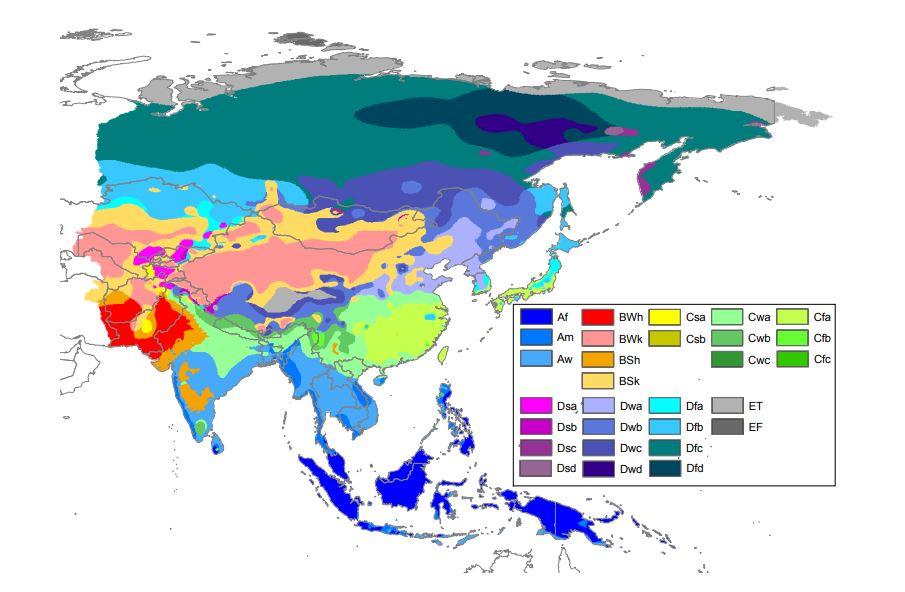 Af BWh Csa Cwa Cfa
Am BWk Csb Cwb Cfb
Aw BSh Cwc Cfc
BSk
Dsa Dwa Dfa ET
Dsb Dwb Dfb EF
Dsc Dwc Dfc
Dsd Dwd Dfd